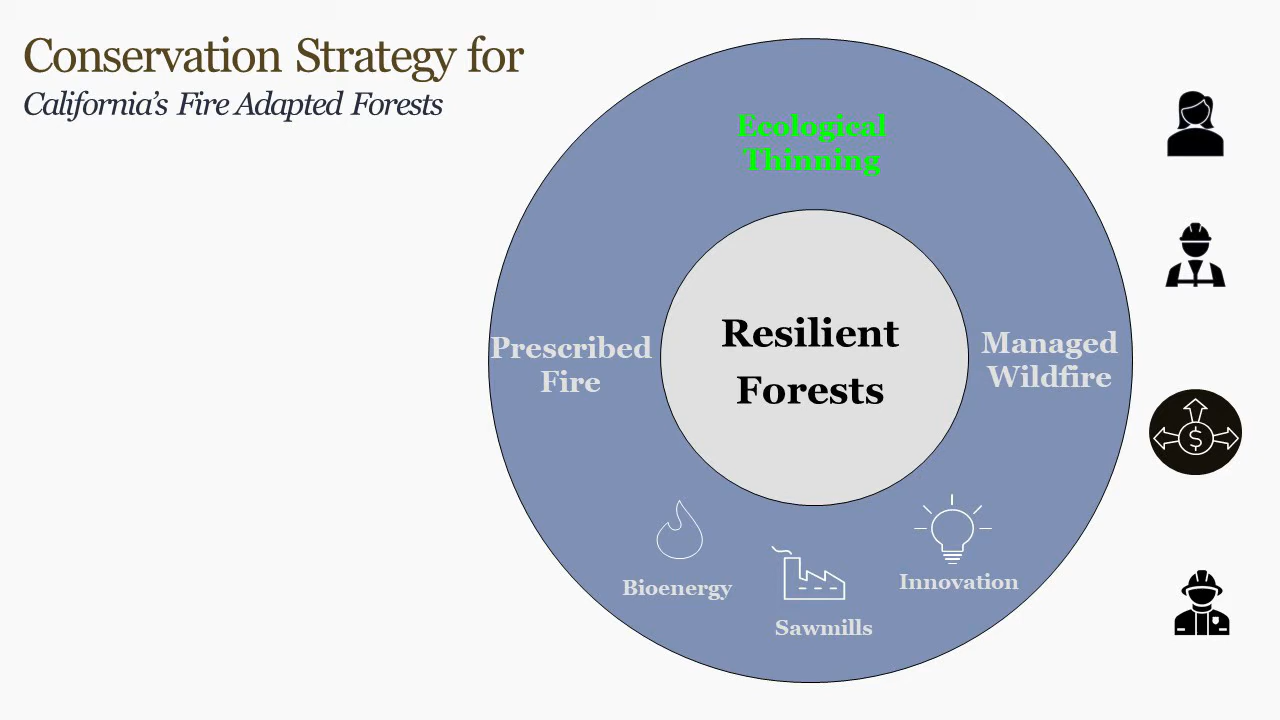 Conservation Strategy for
California's Fire Adapted Forests
Ecological
Thinning
Prescribed
Fire
Resilient
Forests
Managed
Wildfire
Bioenergy
Sawmills
Innovation
$